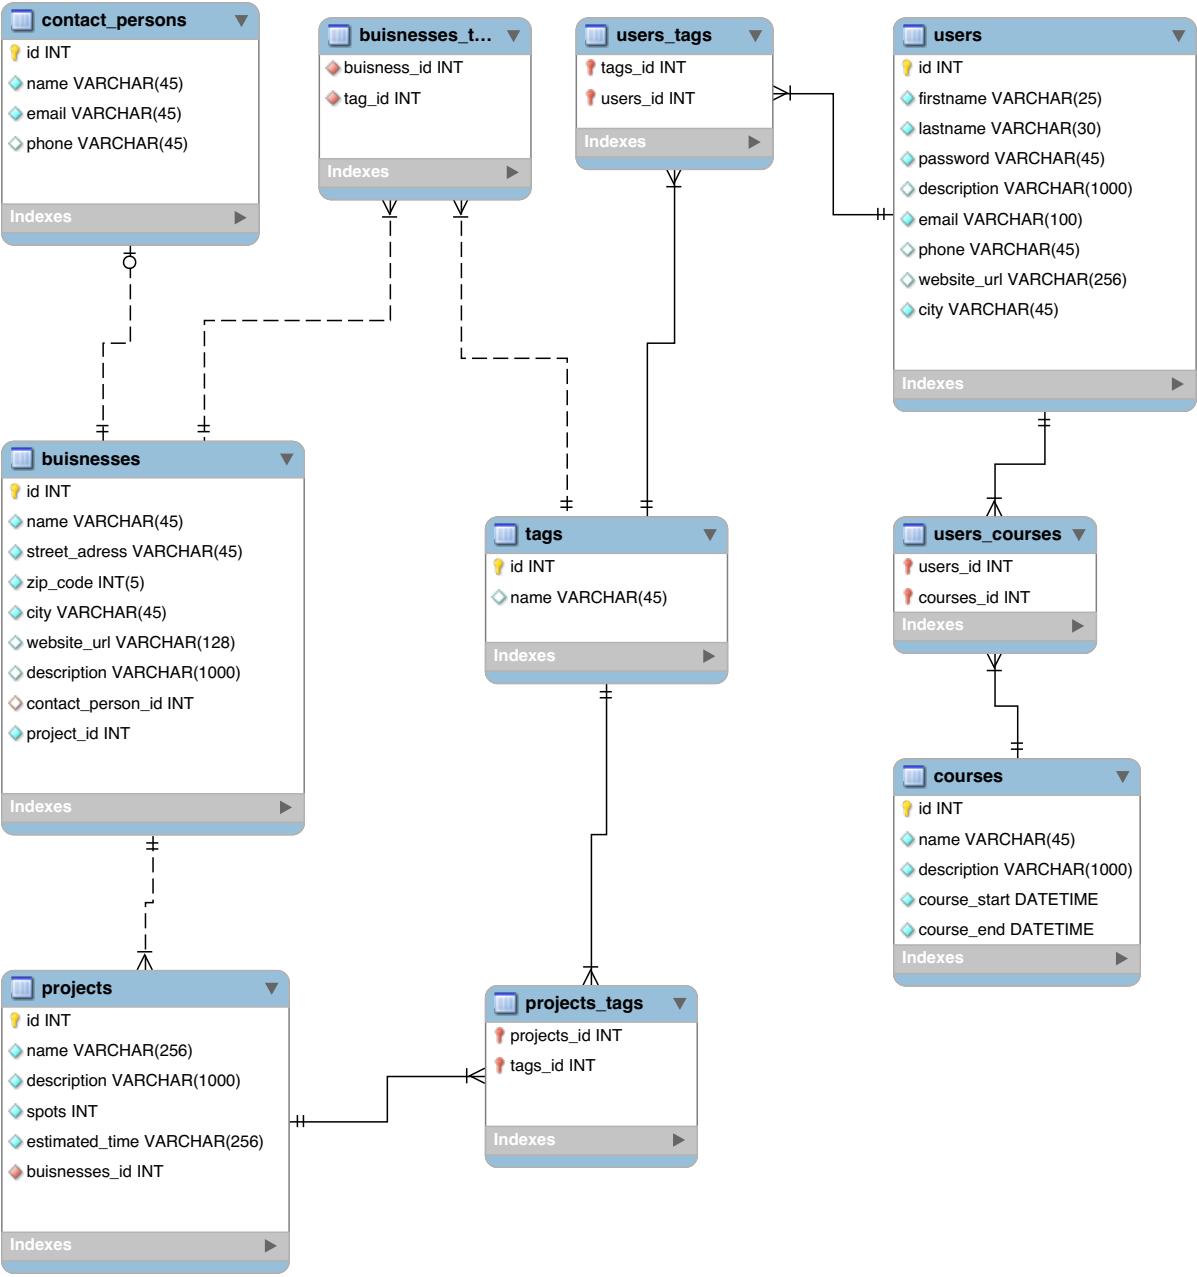 contact_persons
id INT
name VARCHAR(45)
email VARCHAR(45)
phone VARCHAR(45)
Indexes
buisnesses_t...
buisness_id INT
tag_id INT
Indexes
users_tags
tags_id INT
users_id INT
Indexes
users
id INT
firstname VARCHAR(25)
lastname VARCHAR(30)
password VARCHAR(45)
description VARCHAR(1000)
email VARCHAR(100)
phone VARCHAR(45)
website_url VARCHAR(256)
city VARCHAR(45)
Indexes
buisnesses
id INT
name VARCHAR(45)
street_adress VARCHAR(45)
zip_code INT(5)
city VARCHAR(45)
website_url VARCHAR(128)
description VARCHAR(1000)
contact_person_id INT
project_id INT
Indexes
tags
id INT
name VARCHAR(45)
Indexes
users_courses
users_id INT
courses_id INT
Indexes
courses
id INT
name VARCHAR(45)
description VARCHAR(1000)
course_start DATETIME
course_end DATETIME
Indexes
projects
id INT
name VARCHAR(256)
description VARCHAR(1000)
spots INT
estimated_time VARCHAR(256)
buisnesses_id INT
Indexes
projects_tags
projects_id INT
tags_id INT
Indexes